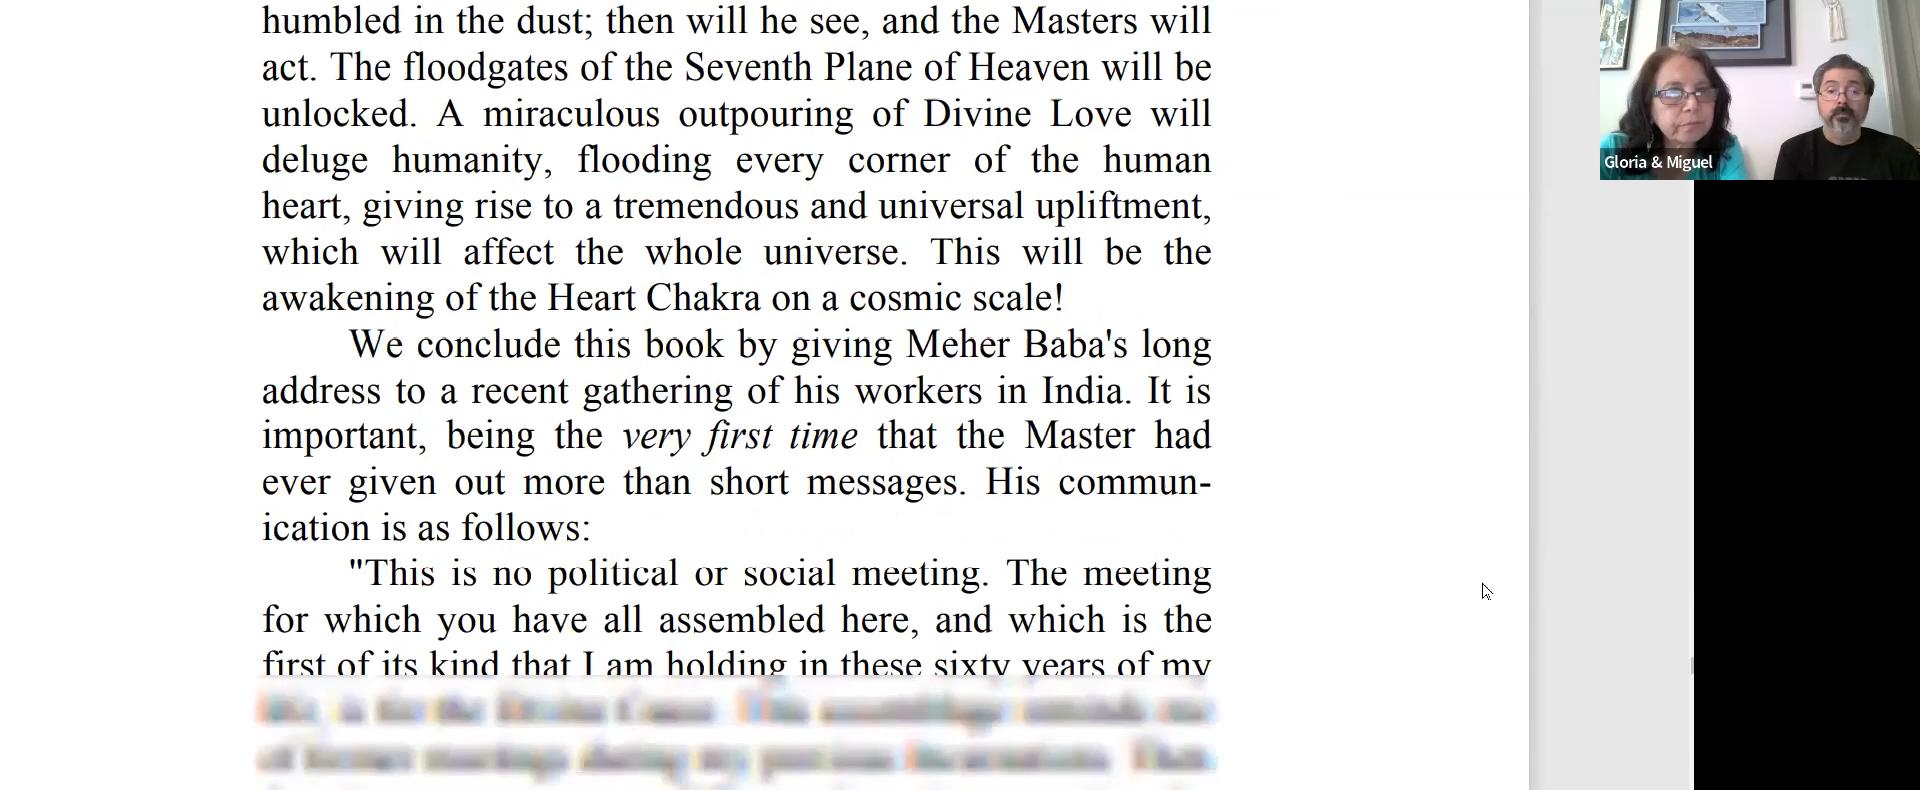 humbled in the dust; then will he see, and the Masters will
act. The floodgates of the Seventh Plane of Heaven will be
unlocked. A miraculous outpouring of Divine Love will
deluge humanity, flooding every corner of the human
heart, giving rise to a tremendous and universal upliftment,
which will affect the whole universe. This will be the
awakening of the Heart Chakra on a cosmic scale!
We conclude this book by giving Meher Baba's long
address to a recent gathering of his workers in India. It is
important, being the very first time that the Master had
ever given out more than short messages. His commun-
ication is as follows:
"This is no political or social meeting. The meeting
for which you have all assembled here, and which is the
first of its kind that I am holding in these sixty years of my
Gloria & Miguel